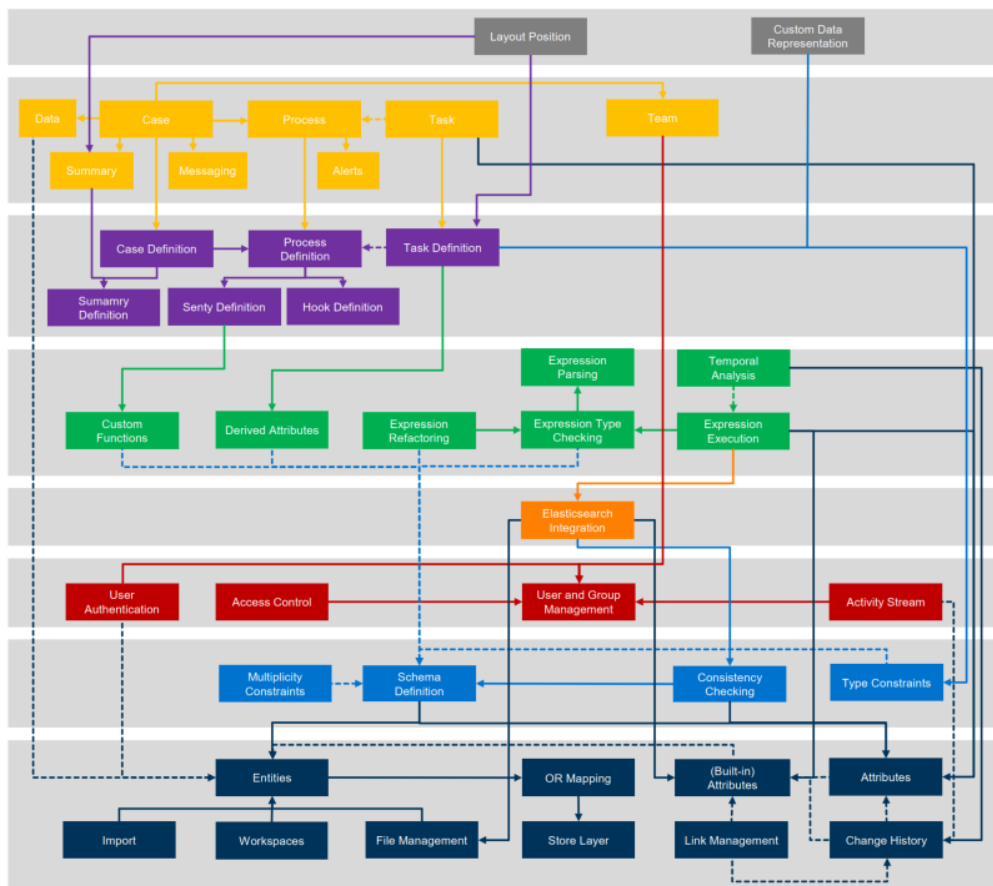 Layout Position
Custom Data
Representation
Data
Case
Process
Task
Team
Summary
Messaging
Alerts
Case Definition
Process
Definition
Task Definition
Sumamry
Definition
Senty Definition
Hook Definition
Expression
Parsing
Temporal
Analysis
Custom
Functions
Derived Attributes
Expression
Refactoring
Expression Type
Checking
Expression
Execution
Elasticsearch
Integration
User
Authentication
Access Control
User and Group
Management
Activity Stream
Multiplicity
Constraints
Schema
Definition
Consistency
Checking
Type Constraints
Entities
OR Mapping
(Built-in)
Attributes
Attributes
Import
Workspaces
File Management
Store Layer
Link Management
Change History